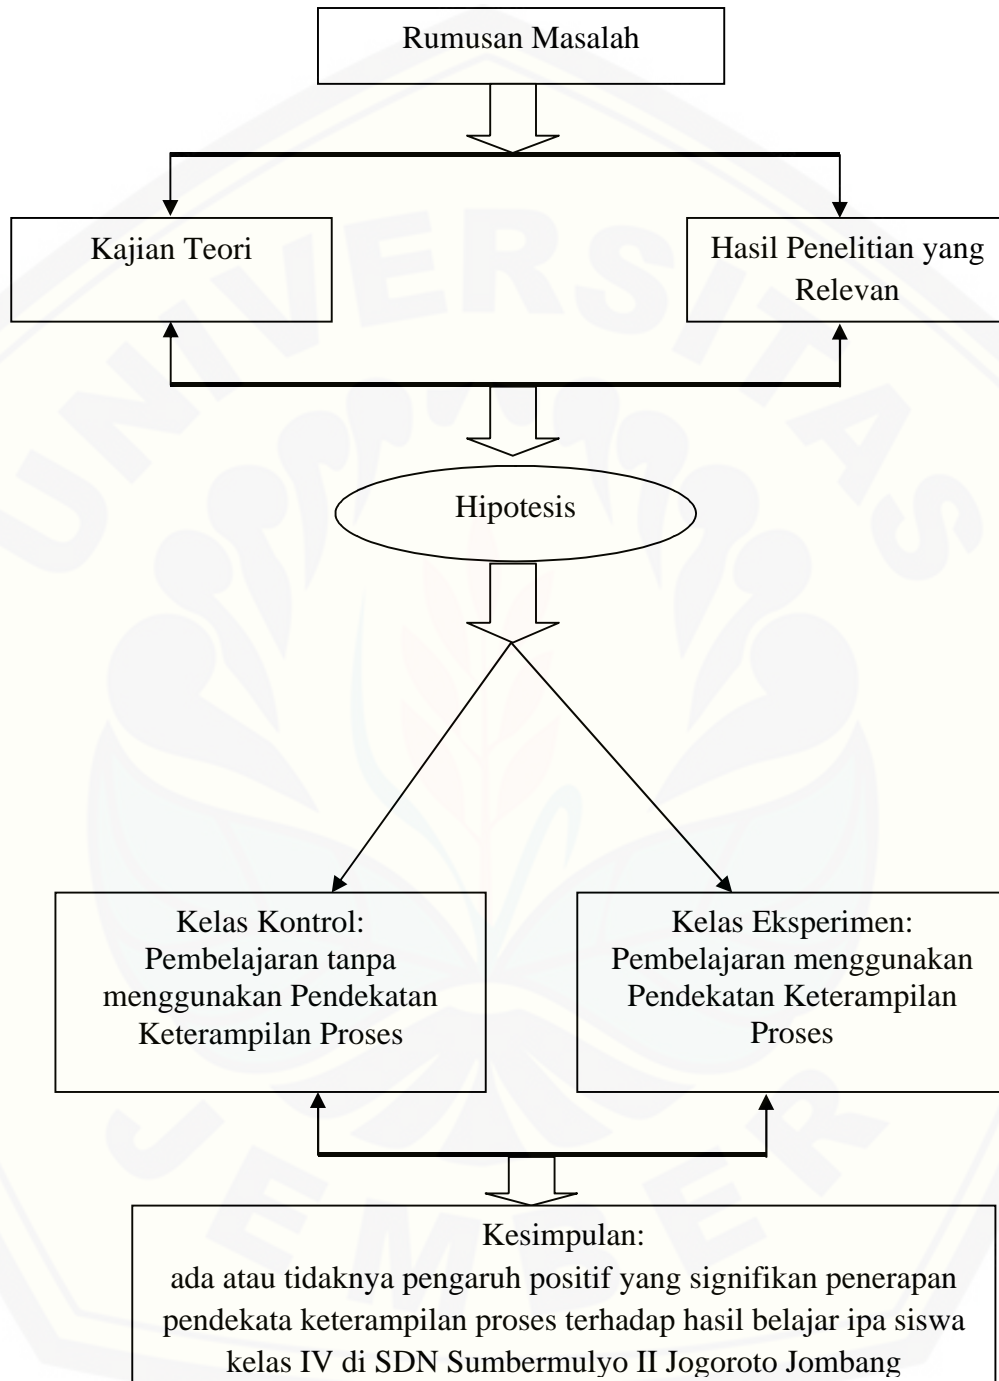 Rumusan Masalah
Kajian Teori
Hasil Penelitian yang
Relevan
Hipotesis
Kelas Kontrol:
Pembelajaran tanpa
menggunakan Pendekatan
Keterampilan Proses
Kelas Eksperimen:
Pembelajaran menggunakan
Pendekatan Keterampilan
Proses
Kesimpulan:
ada atau tidaknya pengaruh positif yang signifikan penerapan
pendekata keterampilan proses terhadap hasil belajar ipa siswa
kelas IV di SDN Sumbermulyo II Jogoroto Jombang
UNIVERSITAS
JEMBER